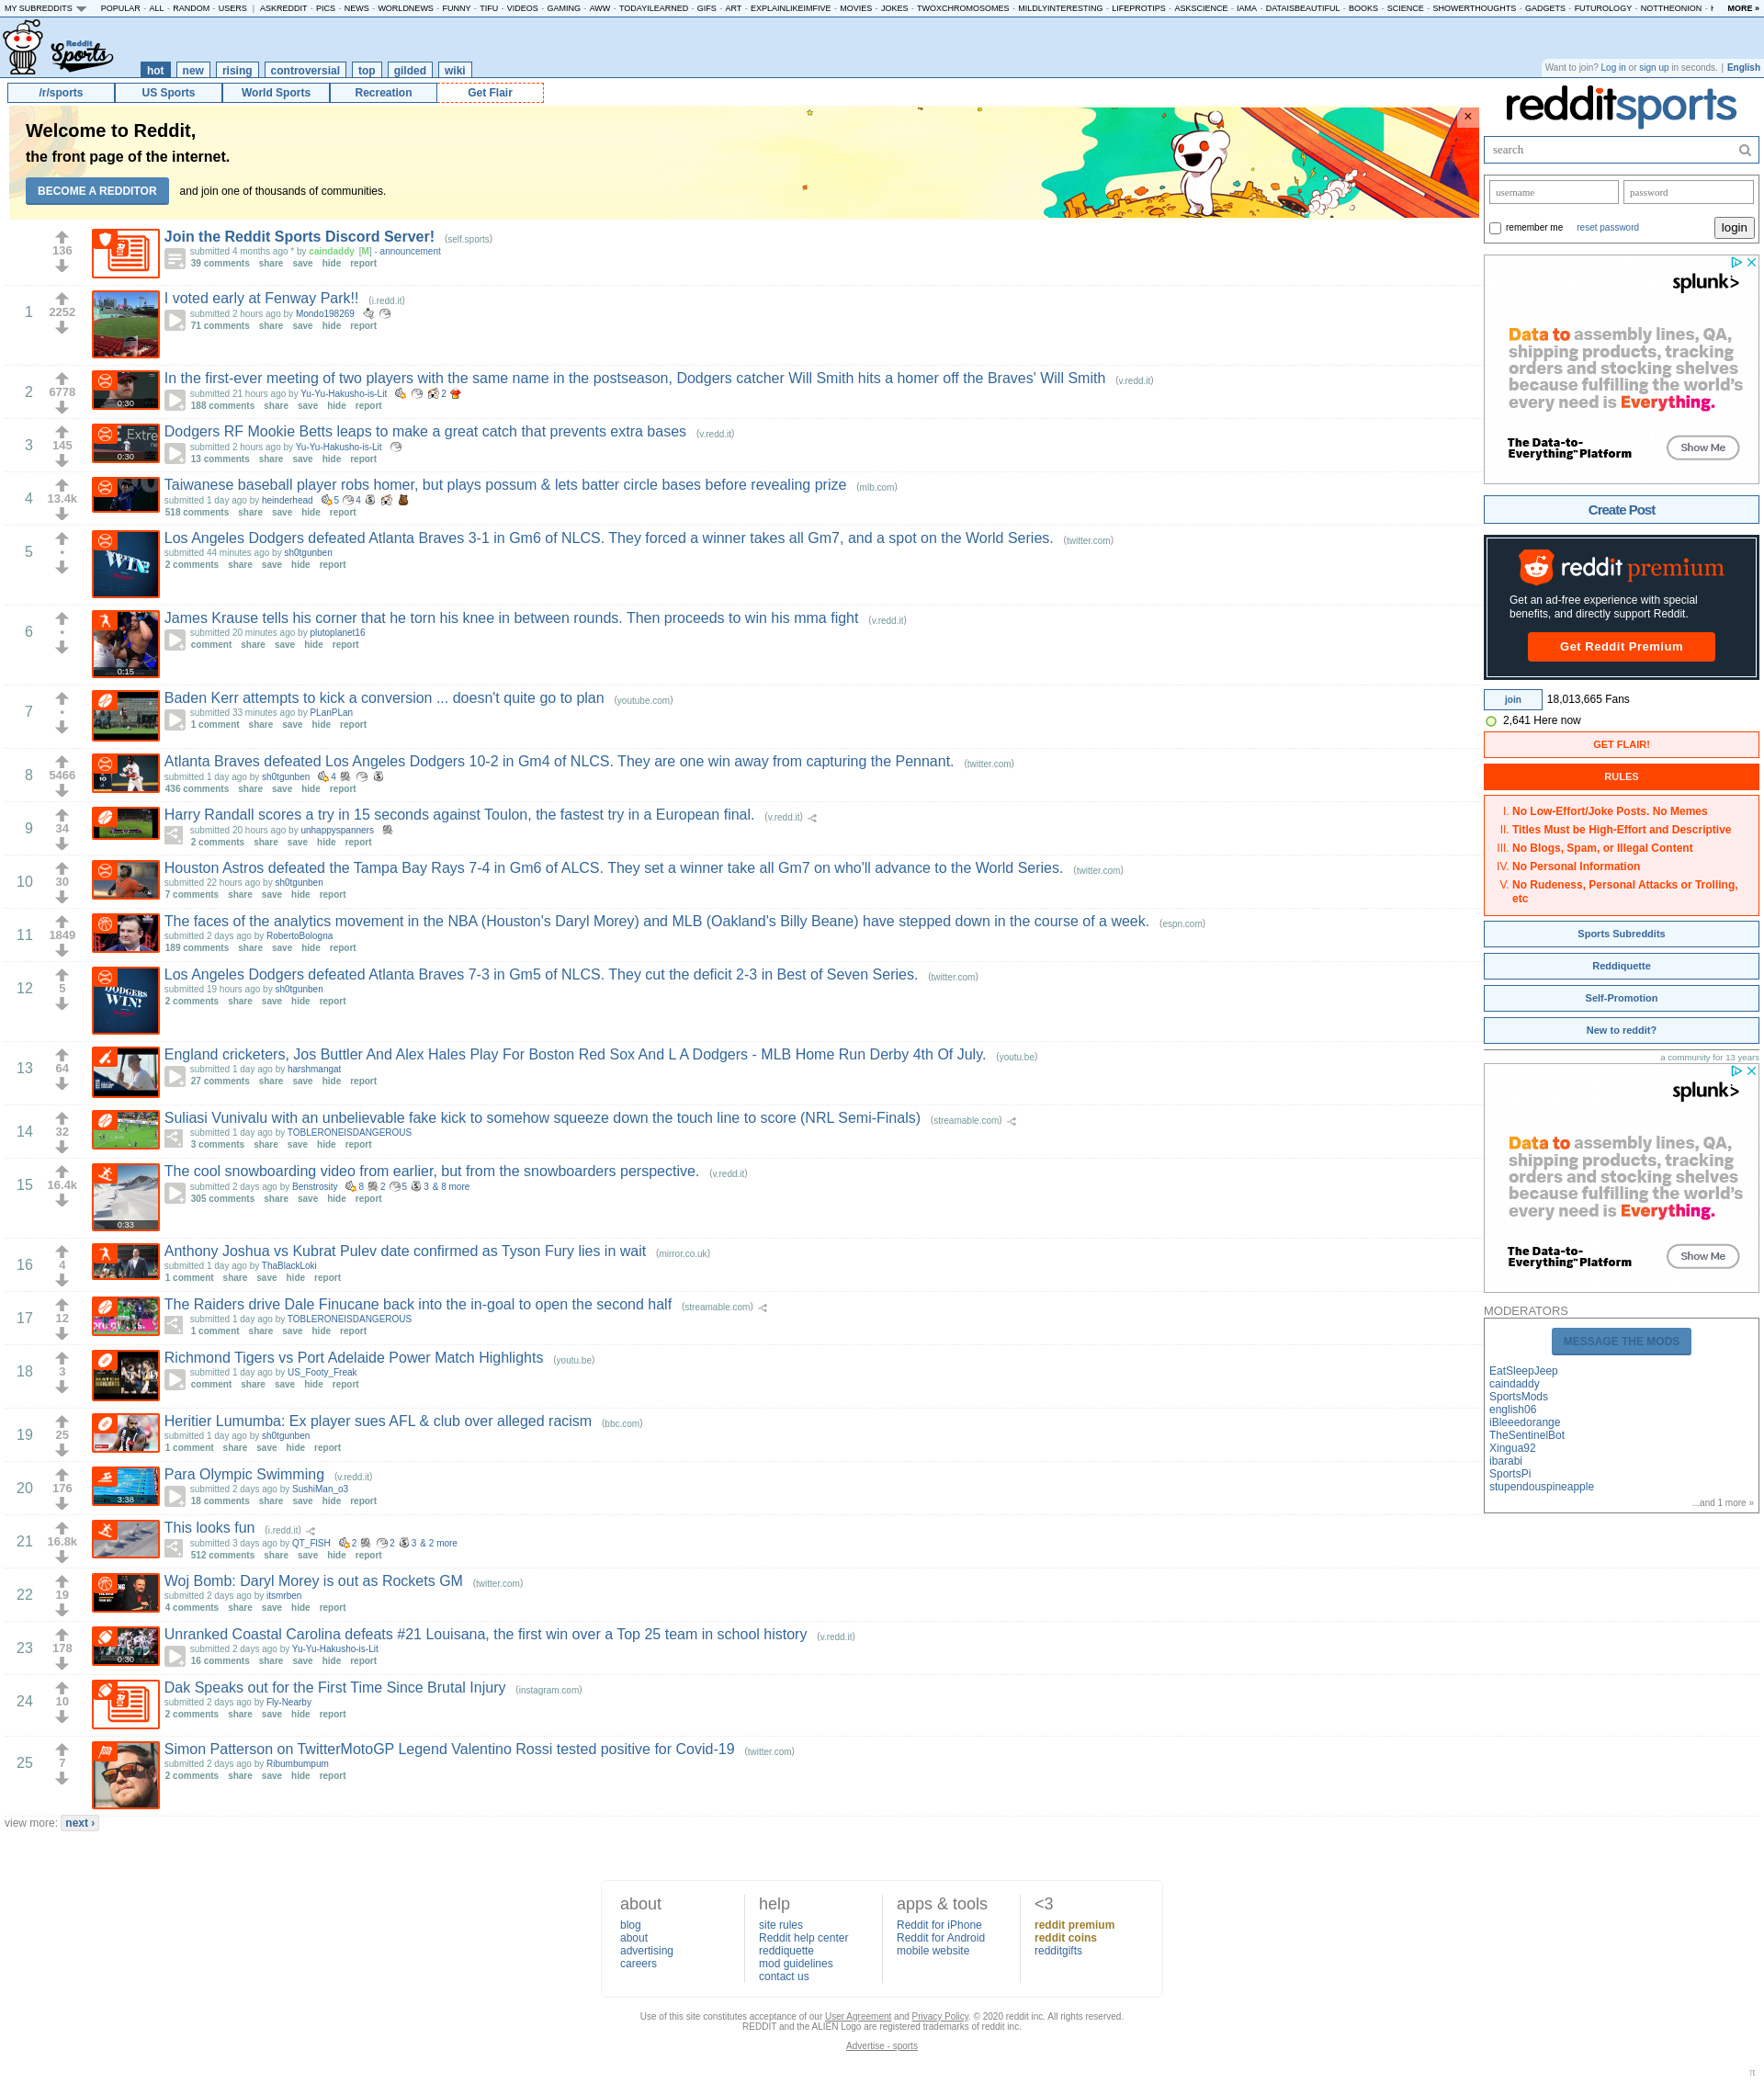 MY SUBREDDITS POPULAR - ALL - RANDOM - USERS | ASKREDDIT - PICS - NEWS - WORLDNEWS - FUNNY - TIFU - VIDEOS - GAMING - AWW - TODAYILEARNED - GIFS - ART - EXPLAINLIKEIMFIVE - MOVIES - JOKES - TWOXCHROMOSOMES - MILDLYINTERESTING - LIFEPROTIPS - ASKSCIENCE - IAMA - DATAISBEAUTIFUL - BOOKS - SCIENCE - SHOWERTHOUGHTS - GADGETS - FUTUROLOGY - NOTTHEONION MORE »
Reddit Sports
hot new rising controversial top gilded wiki
Want to join? Log in or sign up in seconds. | English
/r/sports US Sports World Sports Recreation Get Flair
Welcome to Reddit,
the front page of the internet.
BECOME A REDDITOR and join one of thousands of communities.
×
136
Join the Reddit Sports Discord Server! (self.sports)
submitted 4 months ago * by caindaddy [M] - announcement
39 comments share save hide report
1 2252
I voted early at Fenway Park!! (i.redd.it)
submitted 2 hours ago by Mondo198269
71 comments share save hide report
2 6778
0:30
In the first-ever meeting of two players with the same name in the postseason, Dodgers catcher Will Smith hits a homer off the Braves' Will Smith (v.redd.it)
submitted 21 hours ago by Yu-Yu-Hakusho-is-Lit 2
188 comments share save hide report
3 145
Extre
0:30
Dodgers RF Mookie Betts leaps to make a great catch that prevents extra bases (v.redd.it)
submitted 2 hours ago by Yu-Yu-Hakusho-is-Lit
13 comments share save hide report
4 13.4k
Taiwanese baseball player robs homer, but plays possum & lets batter circle bases before revealing prize (mlb.com)
submitted 1 day ago by heinderhead 5 4
518 comments share save hide report
5 •
WIN!
Los Angeles Dodgers defeated Atlanta Braves 3-1 in Gm6 of NLCS. They forced a winner takes all Gm7, and a spot on the World Series. (twitter.com)
submitted 44 minutes ago by sh0tgunben
2 comments share save hide report
6 •
0:15
James Krause tells his corner that he torn his knee in between rounds. Then proceeds to win his mma fight (v.redd.it)
submitted 20 minutes ago by plutoplanet16
comment share save hide report
7 •
Baden Kerr attempts to kick a conversion ... doesn't quite go to plan (youtube.com)
submitted 33 minutes ago by PLanPLan
1 comment share save hide report
8 5466
10
Atlanta Braves defeated Los Angeles Dodgers 10-2 in Gm4 of NLCS. They are one win away from capturing the Pennant. (twitter.com)
submitted 1 day ago by sh0tgunben 4
436 comments share save hide report
9 34
Harry Randall scores a try in 15 seconds against Toulon, the fastest try in a European final. (v.redd.it)
submitted 20 hours ago by unhappyspanners
2 comments share save hide report
10 30
Houston Astros defeated the Tampa Bay Rays 7-4 in Gm6 of ALCS. They set a winner take all Gm7 on who'll advance to the World Series. (twitter.com)
submitted 22 hours ago by sh0tgunben
7 comments share save hide report
11 1849
The faces of the analytics movement in the NBA (Houston's Daryl Morey) and MLB (Oakland's Billy Beane) have stepped down in the course of a week. (espn.com)
submitted 2 days ago by RobertoBologna
189 comments share save hide report
12 5
DODGERS WIN!
Los Angeles Dodgers defeated Atlanta Braves 7-3 in Gm5 of NLCS. They cut the deficit 2-3 in Best of Seven Series. (twitter.com)
submitted 19 hours ago by sh0tgunben
2 comments share save hide report
13 64
England cricketers, Jos Buttler And Alex Hales Play For Boston Red Sox And L A Dodgers - MLB Home Run Derby 4th Of July. (youtu.be)
submitted 1 day ago by harshmangat
27 comments share save hide report
14 32
Suliasi Vunivalu with an unbelievable fake kick to somehow squeeze down the touch line to score (NRL Semi-Finals) (streamable.com)
submitted 1 day ago by TOBLERONEISDANGEROUS
3 comments share save hide report
15 16.4k
0:33
The cool snowboarding video from earlier, but from the snowboarders perspective. (v.redd.it)
submitted 2 days ago by Benstrosity 8 2 5 3 & 8 more
305 comments share save hide report
16 4
Anthony Joshua vs Kubrat Pulev date confirmed as Tyson Fury lies in wait (mirror.co.uk)
submitted 1 day ago by ThaBlackLoki
1 comment share save hide report
17 12
The Raiders drive Dale Finucane back into the in-goal to open the second half (streamable.com)
submitted 1 day ago by TOBLERONEISDANGEROUS
1 comment share save hide report
18 3
Richmond Tigers vs Port Adelaide Power Match Highlights (youtu.be)
submitted 1 day ago by US_Footy_Freak
comment share save hide report
19 25
Heritier Lumumba: Ex player sues AFL & club over alleged racism (bbc.com)
submitted 1 day ago by sh0tgunben
1 comment share save hide report
20 176
3:38
Para Olympic Swimming (v.redd.it)
submitted 2 days ago by SushiMan_o3
18 comments share save hide report
21 16.8k
This looks fun (i.redd.it)
submitted 3 days ago by QT_FISH 2 2 3 & 2 more
512 comments share save hide report
22 19
Woj Bomb: Daryl Morey is out as Rockets GM (twitter.com)
submitted 2 days ago by itsmrben
4 comments share save hide report
23 178
0:30
Unranked Coastal Carolina defeats #21 Louisana, the first win over a Top 25 team in school history (v.redd.it)
submitted 2 days ago by Yu-Yu-Hakusho-is-Lit
16 comments share save hide report
24 10
Dak Speaks out for the First Time Since Brutal Injury (instagram.com)
submitted 2 days ago by Fly-Nearby
2 comments share save hide report
25 7
Simon Patterson on TwitterMotoGP Legend Valentino Rossi tested positive for Covid-19 (twitter.com)
submitted 2 days ago by Ribumbumpum
2 comments share save hide report
view more: next ›
redditsports
search
username password
remember me reset password login
splunk>
Data to assembly lines, QA,
shipping products, tracking
orders and stocking shelves
because fulfilling the world's
every need is Everything.
The Data-to-
Everything™ Platform
Show Me
Create Post
reddit premium
Get an ad-free experience with special
benefits, and directly support Reddit.
Get Reddit Premium
join 18,013,665 Fans
2,641 Here now
GET FLAIR!
RULES
I. No Low-Effort/Joke Posts. No Memes
II. Titles Must be High-Effort and Descriptive
III. No Blogs, Spam, or Illegal Content
IV. No Personal Information
V. No Rudeness, Personal Attacks or Trolling,
etc
Sports Subreddits
Reddiquette
Self-Promotion
New to reddit?
a community for 13 years
splunk>
Data to assembly lines, QA,
shipping products, tracking
orders and stocking shelves
because fulfilling the world's
every need is Everything.
The Data-to-
Everything™ Platform
Show Me
MODERATORS
MESSAGE THE MODS
EatSleepJeep
caindaddy
SportsMods
english06
iBleeedorange
TheSentinelBot
Xingua92
ibarabi
SportsPi
stupendouspineapple
...and 1 more »
about
blog
about
advertising
careers
help
site rules
Reddit help center
reddiquette
mod guidelines
contact us
apps & tools
Reddit for iPhone
Reddit for Android
mobile website
<3
reddit premium
reddit coins
redditgifts
Use of this site constitutes acceptance of our User Agreement and Privacy Policy. © 2020 reddit inc. All rights reserved.
REDDIT and the ALIEN Logo are registered trademarks of reddit inc.
Advertise - sports
π